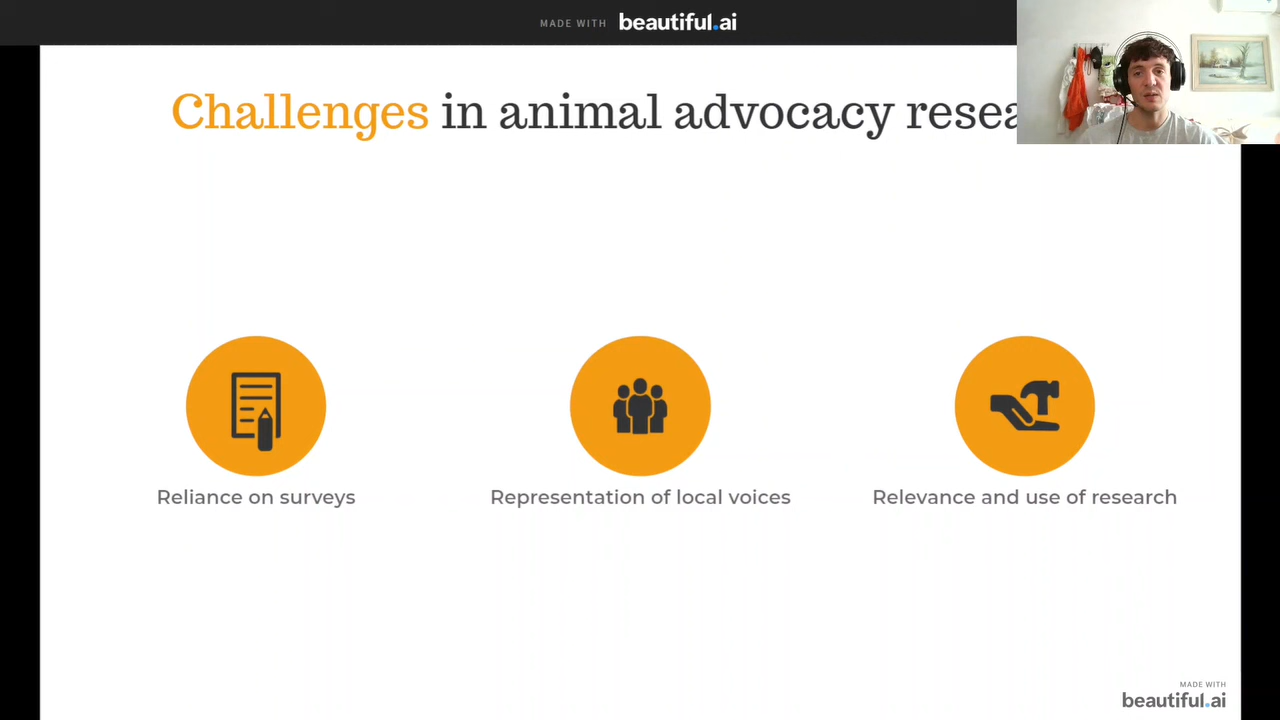 MADE WITH beautiful.ai
Challenges in animal advocacy
Reliance on surveys
Representation of local voices
Relevance and use of research
MADE WITH
beautiful.ai